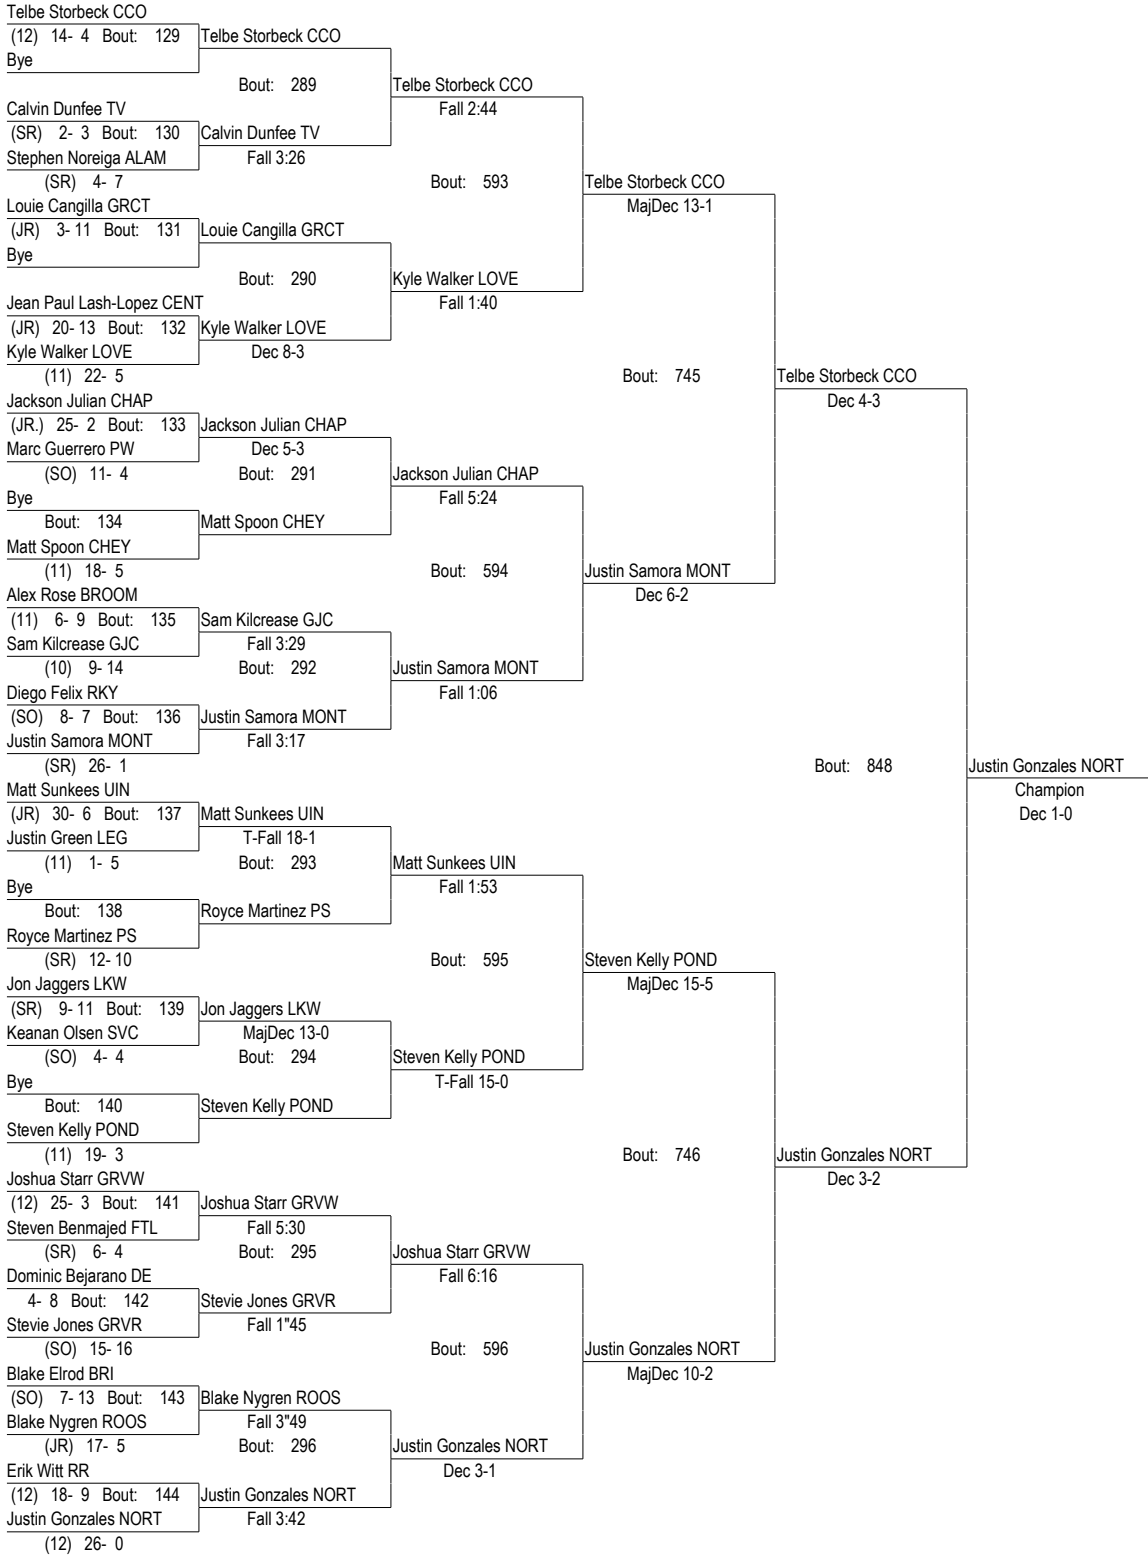 Telbe Storbeck CCO
(12) 14- 4 Bout: 129 Telbe Storbeck CCO
Bye
Bout: 289 Telbe Storbeck CCO
Calvin Dunfee TV Fall 2:44
(SR) 2- 3 Bout: 130 Calvin Dunfee TV
Stephen Noreiga ALAM Fall 3:26
(SR) 4- 7 Bout: 593 Telbe Storbeck CCO
Louie Cangilla GRCT MajDec 13-1
(JR) 3- 11 Bout: 131 Louie Cangilla GRCT
Bye
Bout: 290 Kyle Walker LOVE
Jean Paul Lash-Lopez CENT Fall 1:40
(JR) 20- 13 Bout: 132 Kyle Walker LOVE
Kyle Walker LOVE Dec 8-3
(11) 22- 5 Bout: 745 Telbe Storbeck CCO
Jackson Julian CHAP Dec 4-3
(JR.) 25- 2 Bout: 133 Jackson Julian CHAP
Marc Guerrero PW Dec 5-3
(SO) 11- 4 Bout: 291 Jackson Julian CHAP
Bye Fall 5:24
Bout: 134 Matt Spoon CHEY
Matt Spoon CHEY
(11) 18- 5 Bout: 594 Justin Samora MONT
Alex Rose BROOM Dec 6-2
(11) 6- 9 Bout: 135 Sam Kilcrease GJC
Sam Kilcrease GJC Fall 3:29
(10) 9- 14 Bout: 292 Justin Samora MONT
Diego Felix RKY Fall 1:06
(SO) 8- 7 Bout: 136 Justin Samora MONT
Justin Samora MONT Fall 3:17
(SR) 26- 1 Bout: 848 Justin Gonzales NORT
Matt Sunkees UIN Champion
(JR) 30- 6 Bout: 137 Matt Sunkees UIN Dec 1-0
Justin Green LEG T-Fall 18-1
(11) 1- 5 Bout: 293 Matt Sunkees UIN
Bye Fall 1:53
Bout: 138 Royce Martinez PS
Royce Martinez PS
(SR) 12- 10 Bout: 595 Steven Kelly POND
Jon Jaggers LKW MajDec 15-5
(SR) 9- 11 Bout: 139 Jon Jaggers LKW
Keanan Olsen SVC MajDec 13-0
(SO) 4- 4 Bout: 294 Steven Kelly POND
Bye T-Fall 15-0
Bout: 140 Steven Kelly POND
Steven Kelly POND
(11) 19- 3 Bout: 746 Justin Gonzales NORT
Joshua Starr GRVW Dec 3-2
(12) 25- 3 Bout: 141 Joshua Starr GRVW
Steven Benmajed FTL Fall 5:30
(SR) 6- 4 Bout: 295 Joshua Starr GRVW
Dominic Bejarano DE Fall 6:16
4- 8 Bout: 142 Stevie Jones GRVR
Stevie Jones GRVR Fall 1"45
(SO) 15- 16 Bout: 596 Justin Gonzales NORT
Blake Elrod BRI MajDec 10-2
(SO) 7- 13 Bout: 143 Blake Nygren ROOS
Blake Nygren ROOS Fall 3"49
(JR) 17- 5 Bout: 296 Justin Gonzales NORT
Erik Witt RR Dec 3-1
(12) 18- 9 Bout: 144 Justin Gonzales NORT
Justin Gonzales NORT Fall 3:42
(12) 26- 0